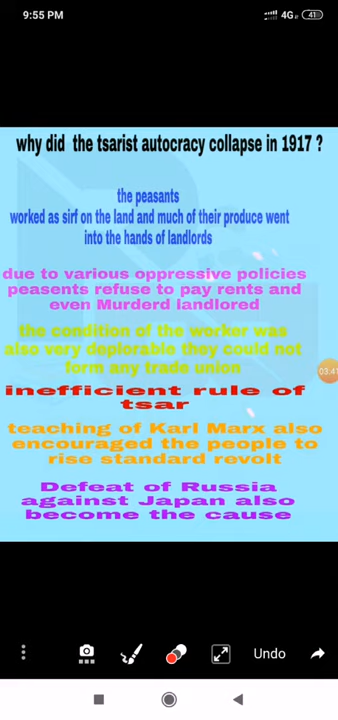 9:55 PM
4G
41
why did the tsarist autocracy collapse in 1917 ?
the peasants
worked as sirf on the land and much of their produce went
into the hands of landlords
due to various oppressive policies
peasents refuse to pay rents and
even Murderd landlored
the condition of the worker was
also very deplorable they could not
form any trade union
03:41
inefficient rule of
tsar
teaching of Karl Marx also
encouraged the people to
rise standard revolt
Defeat of Russia
against Japan also
become the cause
Undo